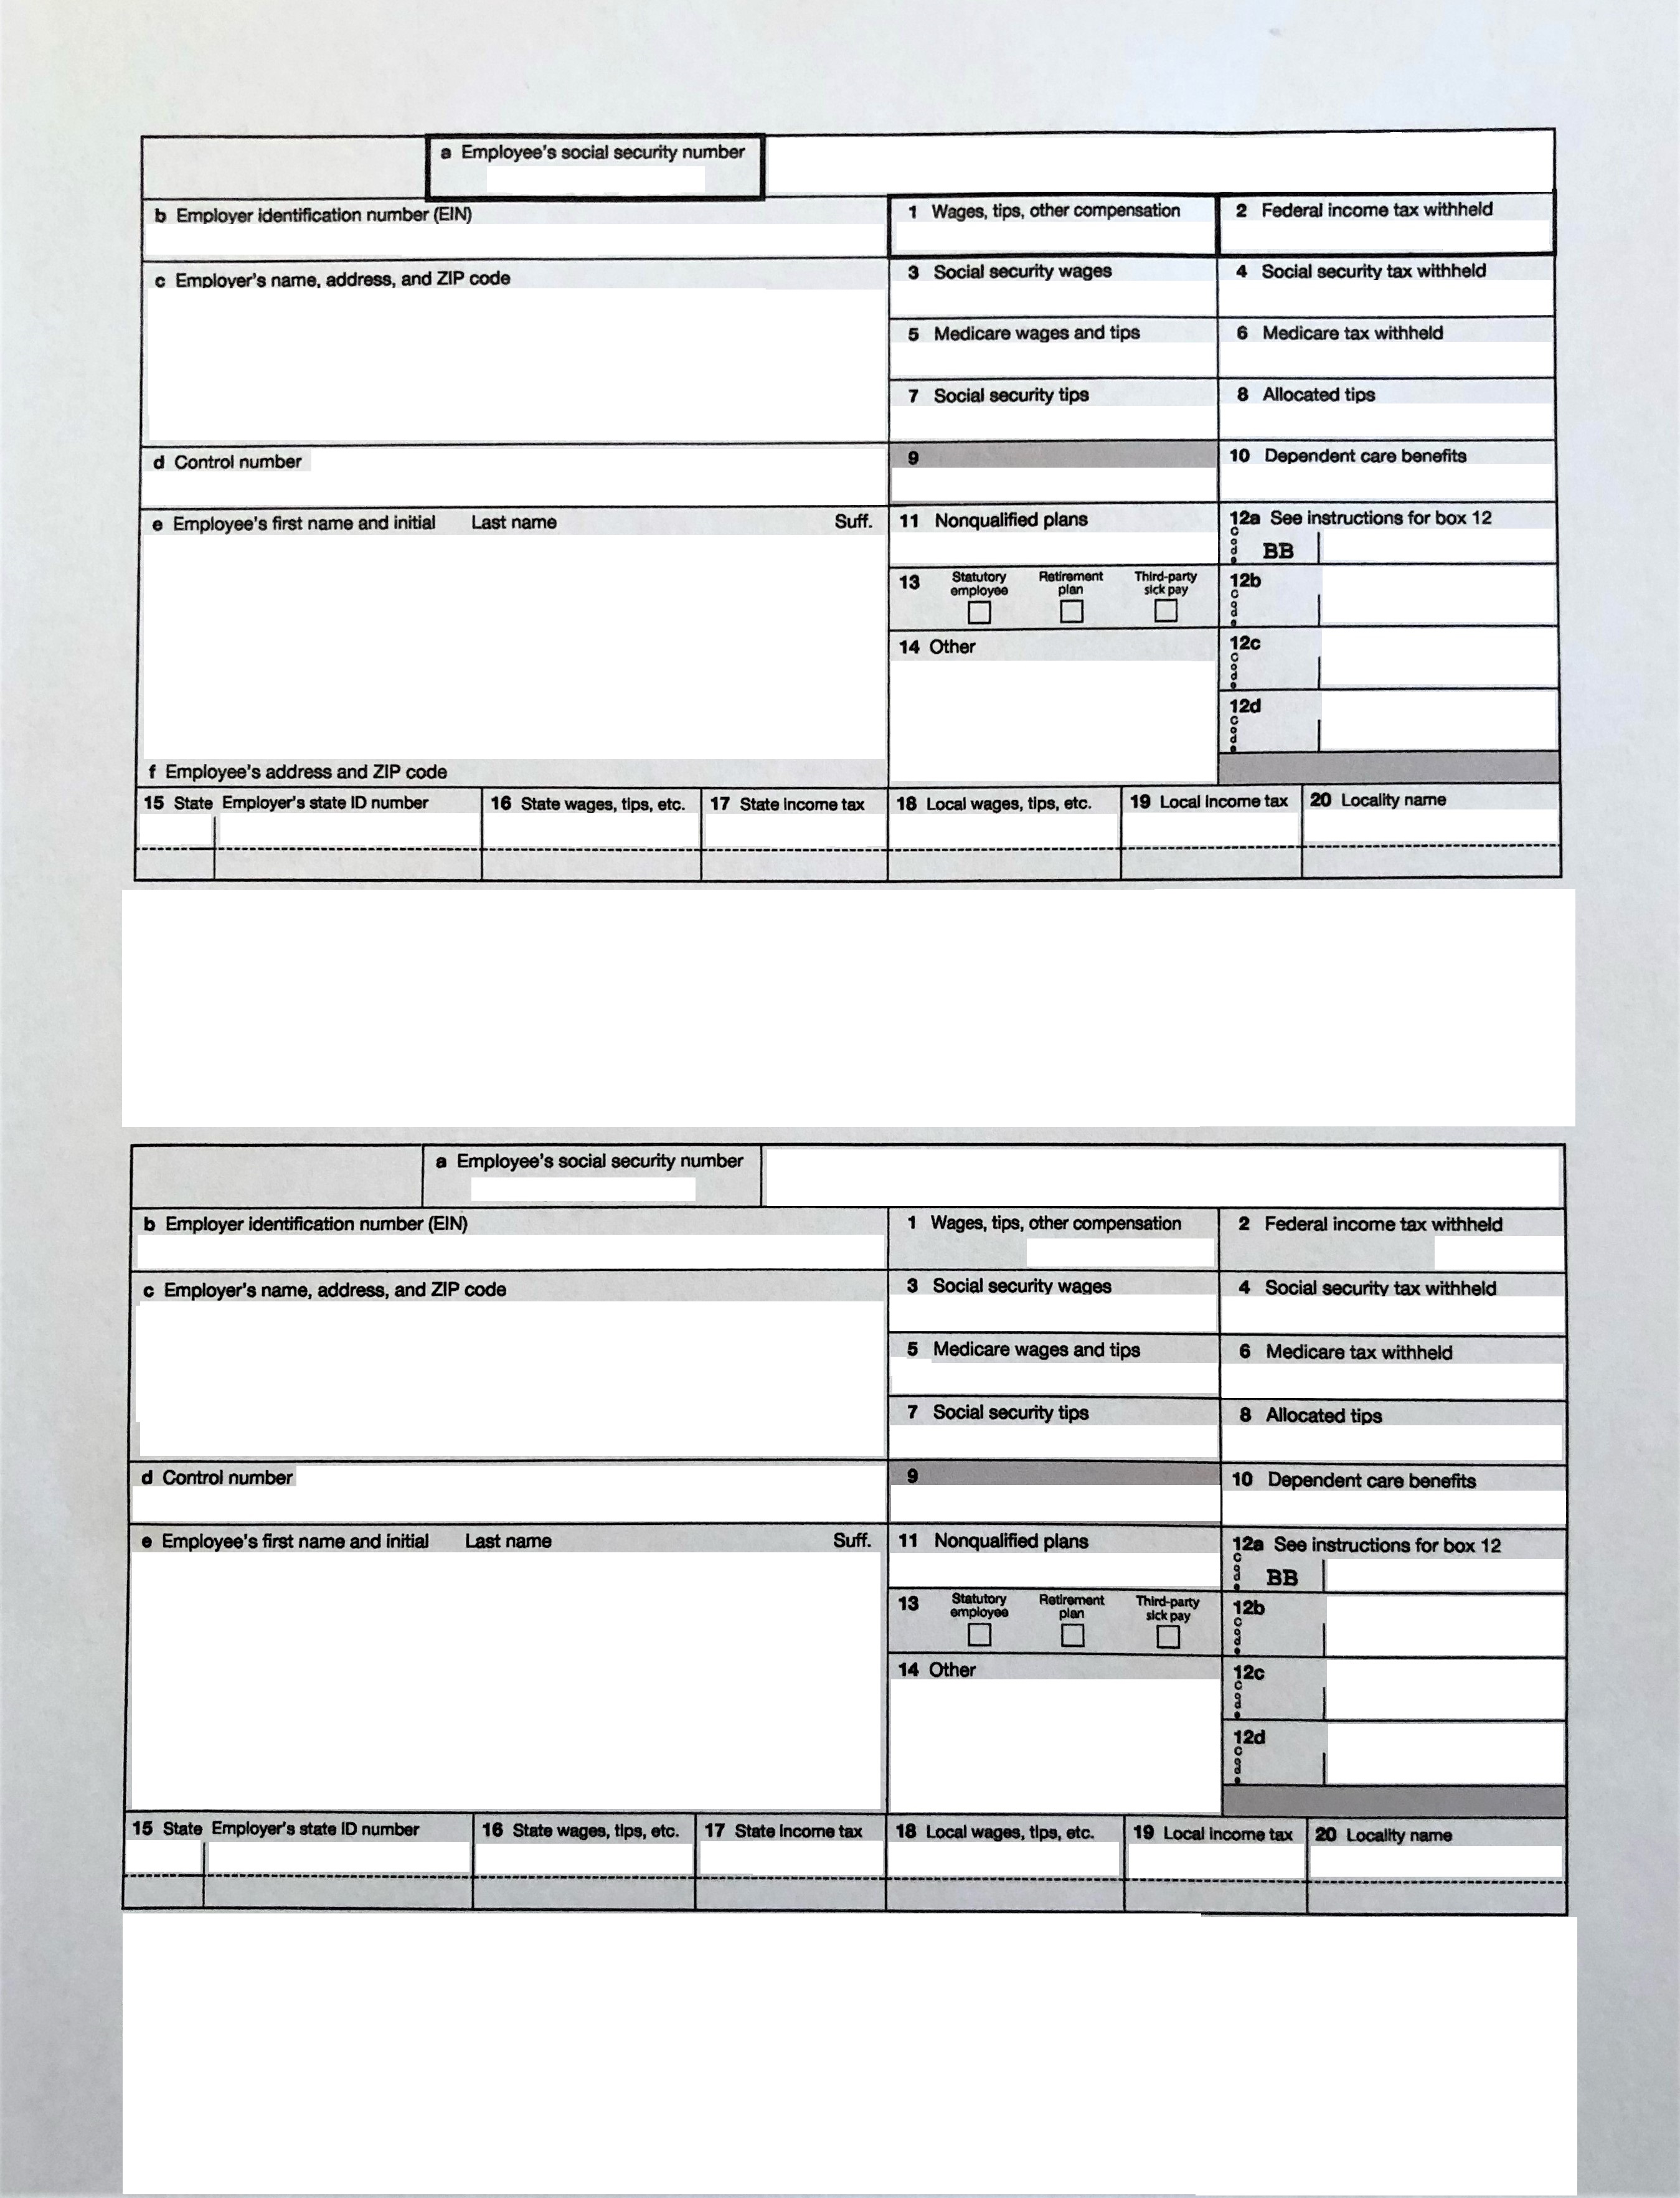 a Employee's social security number
b Employer identification number (EIN)
1 Wages, tips, other compensation
2 Federal income tax withheld
c Employer's name, address, and ZIP code
3 Social security wages
4 Social security tax withheld
5 Medicare wages and tips
6 Medicare tax withheld
7 Social security tips
8 Allocated tips
d Control number
9
10 Dependent care benefits
e Employee's first name and initial Last name Suff.
11 Nonqualified plans
12a See instructions for box 12
Code BB
13 Statutory employee Retirement plan Third-party sick pay
12b
Code
14 Other
12c
Code
12d
Code
f Employee's address and ZIP code
15 State Employer's state ID number 16 State wages, tips, etc. 17 State income tax 18 Local wages, tips, etc. 19 Local income tax 20 Locality name
a Employee's social security number
b Employer identification number (EIN)
1 Wages, tips, other compensation
2 Federal income tax withheld
c Employer's name, address, and ZIP code
3 Social security wages
4 Social security tax withheld
5 Medicare wages and tips
6 Medicare tax withheld
7 Social security tips
8 Allocated tips
d Control number
9
10 Dependent care benefits
e Employee's first name and initial Last name Suff.
11 Nonqualified plans
12a See instructions for box 12
Code BB
13 Statutory employee Retirement plan Third-party sick pay
12b
Code
14 Other
12c
Code
12d
Code
15 State Employer's state ID number 16 State wages, tips, etc. 17 State income tax 18 Local wages, tips, etc. 19 Local income tax 20 Locality name